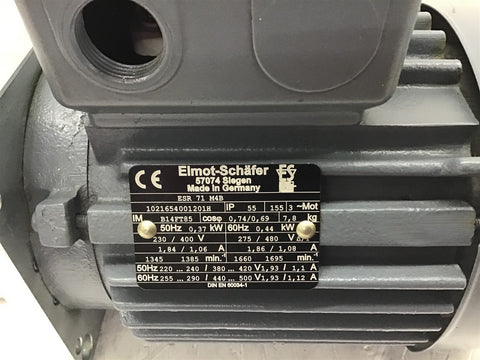 CE Elmot-Schäfer
57074 Siegen
Made in Germany
ESR 71 M4B
1021654001201H IP 55 155 3 ~Mot
IM B14FT85 cosφ 0,74/0,69 7,8 kg
50Hz 0,37 kW 60Hz 0,44 kW
230 / 400 V 275 / 480 V
1,84 / 1,06 A 1,86 / 1,08 A
1345 1385 min.-1 1660 1695 min.-1
50Hz 220 ... 240 / 380 ... 420 V 1,93 / 1,1 A
60Hz 255 ... 290 / 440 ... 500 V 1,93 / 1,12 A
DIN EN 60034-1